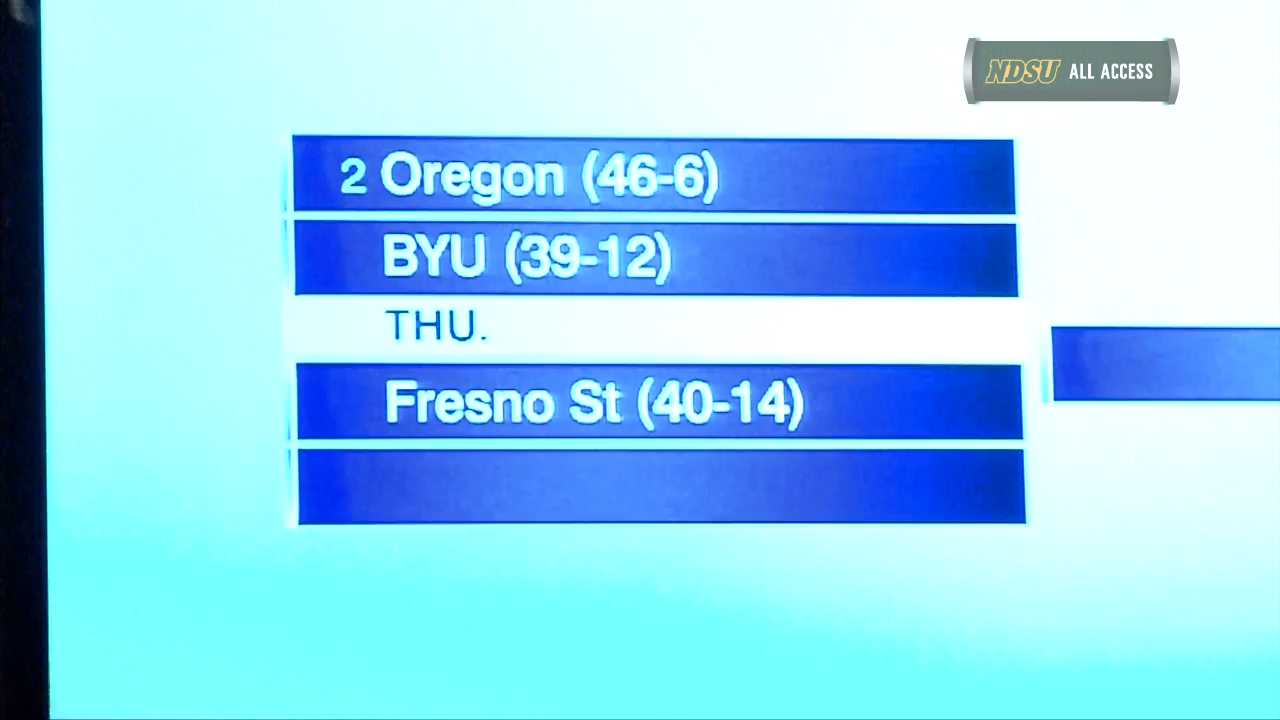 NDSU ALL ACCESS
2 Oregon (46-6)
BYU (39-12)
THU.
Fresno St (40-14)